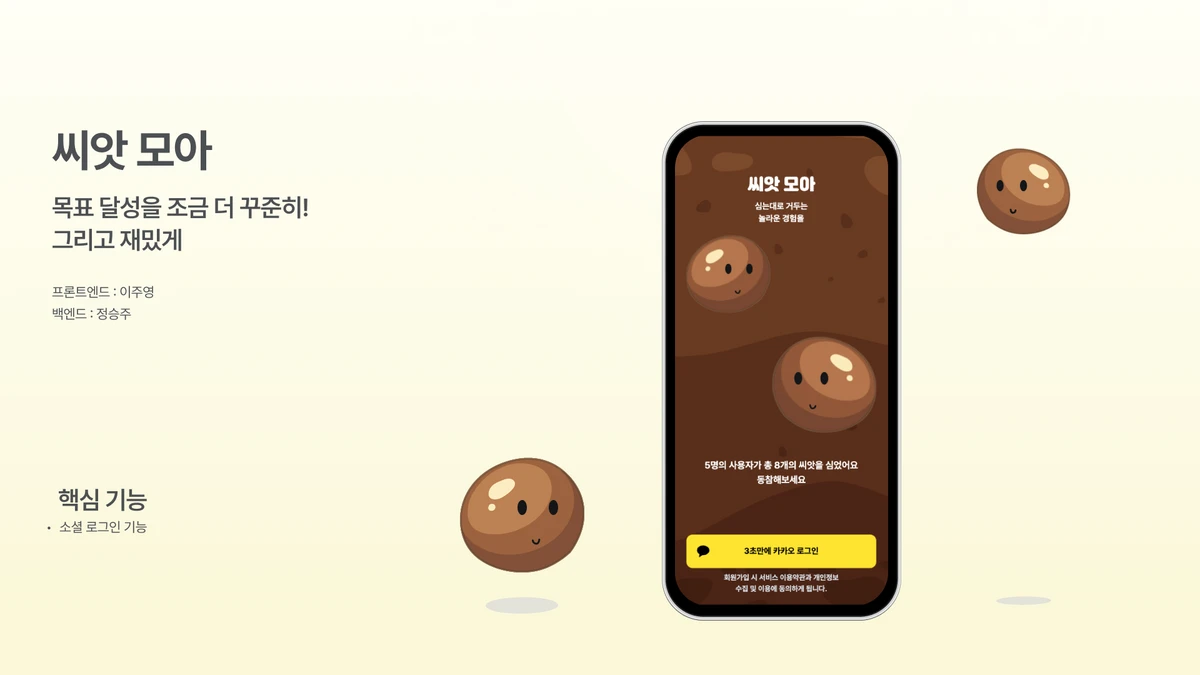 씨앗 모아
목표 달성을 조금 더 꾸준히!
그리고 재밌게
프론트엔드 : 이주영
백엔드 : 정승주
핵심 기능
• 소셜 로그인 기능
씨앗 모아
심는대로 거두는
놀라운 경험을
5명의 사용자가 총 8개의 씨앗을 심었어요
동참해보세요
3초만에 카카오 로그인
회원가입 시 서비스 이용약관과 개인정보
수집 및 이용에 동의하게 됩니다.